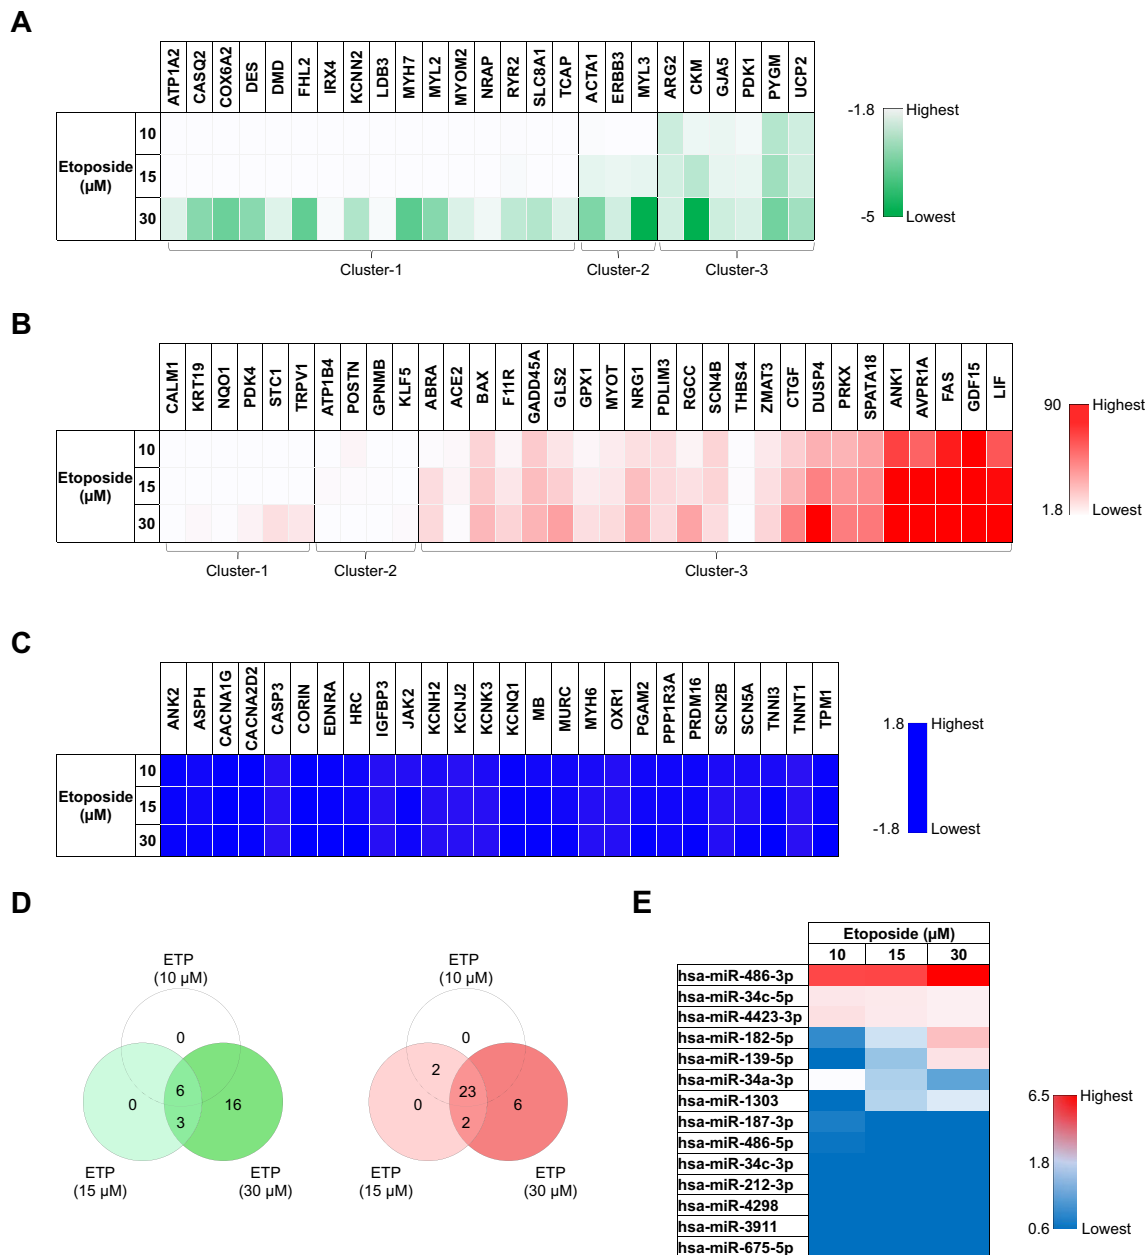 A
ATP1A2
CASQ2
COX6A2
DES
DMD
FHL2
IRX4
KCNN2
LDB3
MYH7
MYL2
MYOM2
NRAP
RYR2
SLC8A1
TCAP
ACTA1
ERBB3
MYL3
ARG2
CKM
GJA5
PDK1
PYGM
UCP2
Etoposide
(µM)
10
15
30
Cluster-1
Cluster-2
Cluster-3
-1.8
Highest
-5
Lowest
B
CALM1
KRT19
NQO1
PDK4
STC1
TRPV1
ATP1B4
POSTN
GPNMB
KLF5
ABRA
ACE2
BAX
F11R
GADD45A
GLS2
GPX1
MYOT
NRG1
PDLIM3
RGCC
SCN4B
THBS4
ZMAT3
CTGF
DUSP4
PRKX
SPATA18
ANK1
AVPR1A
FAS
GDF15
LIF
Etoposide
(µM)
10
15
30
Cluster-1
Cluster-2
Cluster-3
90
Highest
1.8
Lowest
C
ANK2
ASPH
CACNA1G
CACNA2D2
CASP3
CORIN
EDNRA
HRC
IGFBP3
JAK2
KCNH2
KCNJ2
KCNK3
KCNQ1
MB
MURC
MYH6
OXR1
PGAM2
PPP1R3A
PRDM16
SCN2B
SCN5A
TNNI3
TNNT1
TPM1
Etoposide
(µM)
10
15
30
1.8
Highest
-1.8
Lowest
D
ETP
(10 µM)
0
6
0
16
3
ETP
(15 µM)
ETP
(30 µM)
ETP
(10 µM)
0
2
23
0
6
2
ETP
(15 µM)
ETP
(30 µM)
E
Etoposide (µM)
10 15 30
hsa-miR-486-3p
hsa-miR-34c-5p
hsa-miR-4423-3p
hsa-miR-182-5p
hsa-miR-139-5p
hsa-miR-34a-3p
hsa-miR-1303
hsa-miR-187-3p
hsa-miR-486-5p
hsa-miR-34c-3p
hsa-miR-212-3p
hsa-miR-4298
hsa-miR-3911
hsa-miR-675-5p
6.5
Highest
1.8
0.6
Lowest